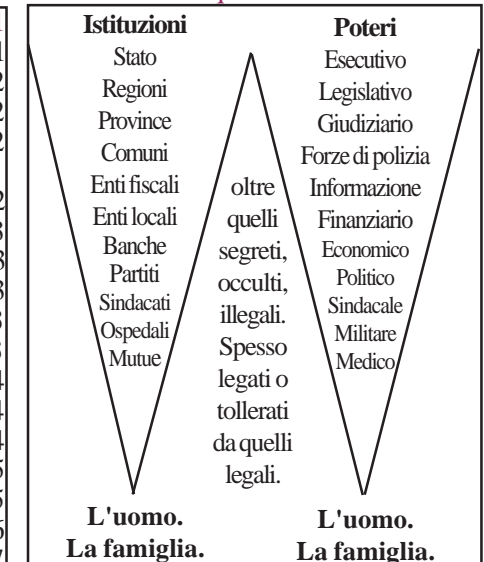 Istituzioni
Stato
Regioni
Province
Comuni
Enti fiscali
Enti locali
Banche
Partiti
Sindacati
Ospedali
Mutue
L'uomo.
La famiglia.
oltre
quelli
segreti,
occulti,
illegali.
Spesso
legati o
tollerati
da quelli
legali.
Poteri
Esecutivo
Legislativo
Giudiziario
Forze di polizia
Informazione
Finanziario
Economico
Politico
Sindacale
Militare
Medico
L'uomo.
La famiglia.